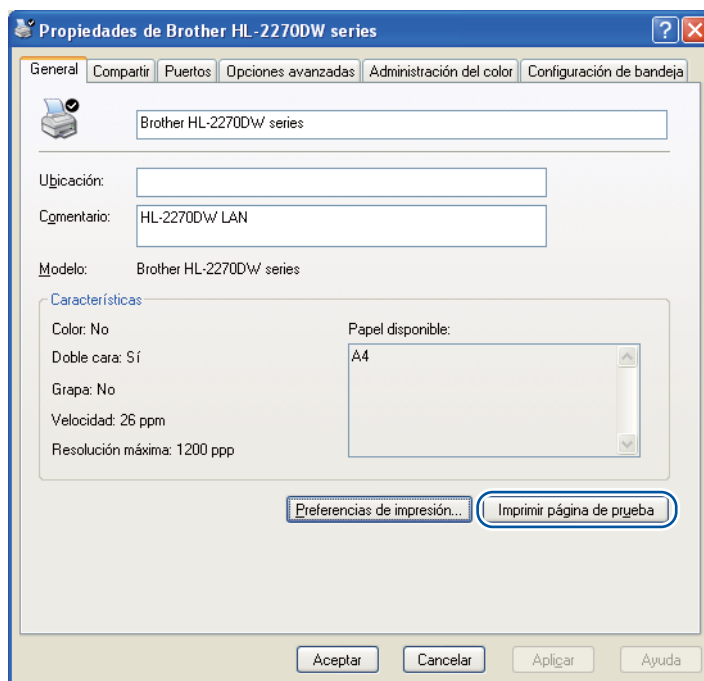 Propiedades de Brother HL-2270DW series
General Compartir Puertos Opciones avanzadas Administración del color Configuración de bandeja
Brother HL-2270DW series
Ubicación:
Comentario: HL-2270DW LAN
Modelo: Brother HL-2270DW series
Características
Color: No
Papel disponible:
Doble cara: Sí
A4
Grapa: No
Velocidad: 26 ppm
Resolución máxima: 1200 ppp
Preferencias de impresión... Imprimir página de prueba
Aceptar Cancelar Aplicar Ayuda